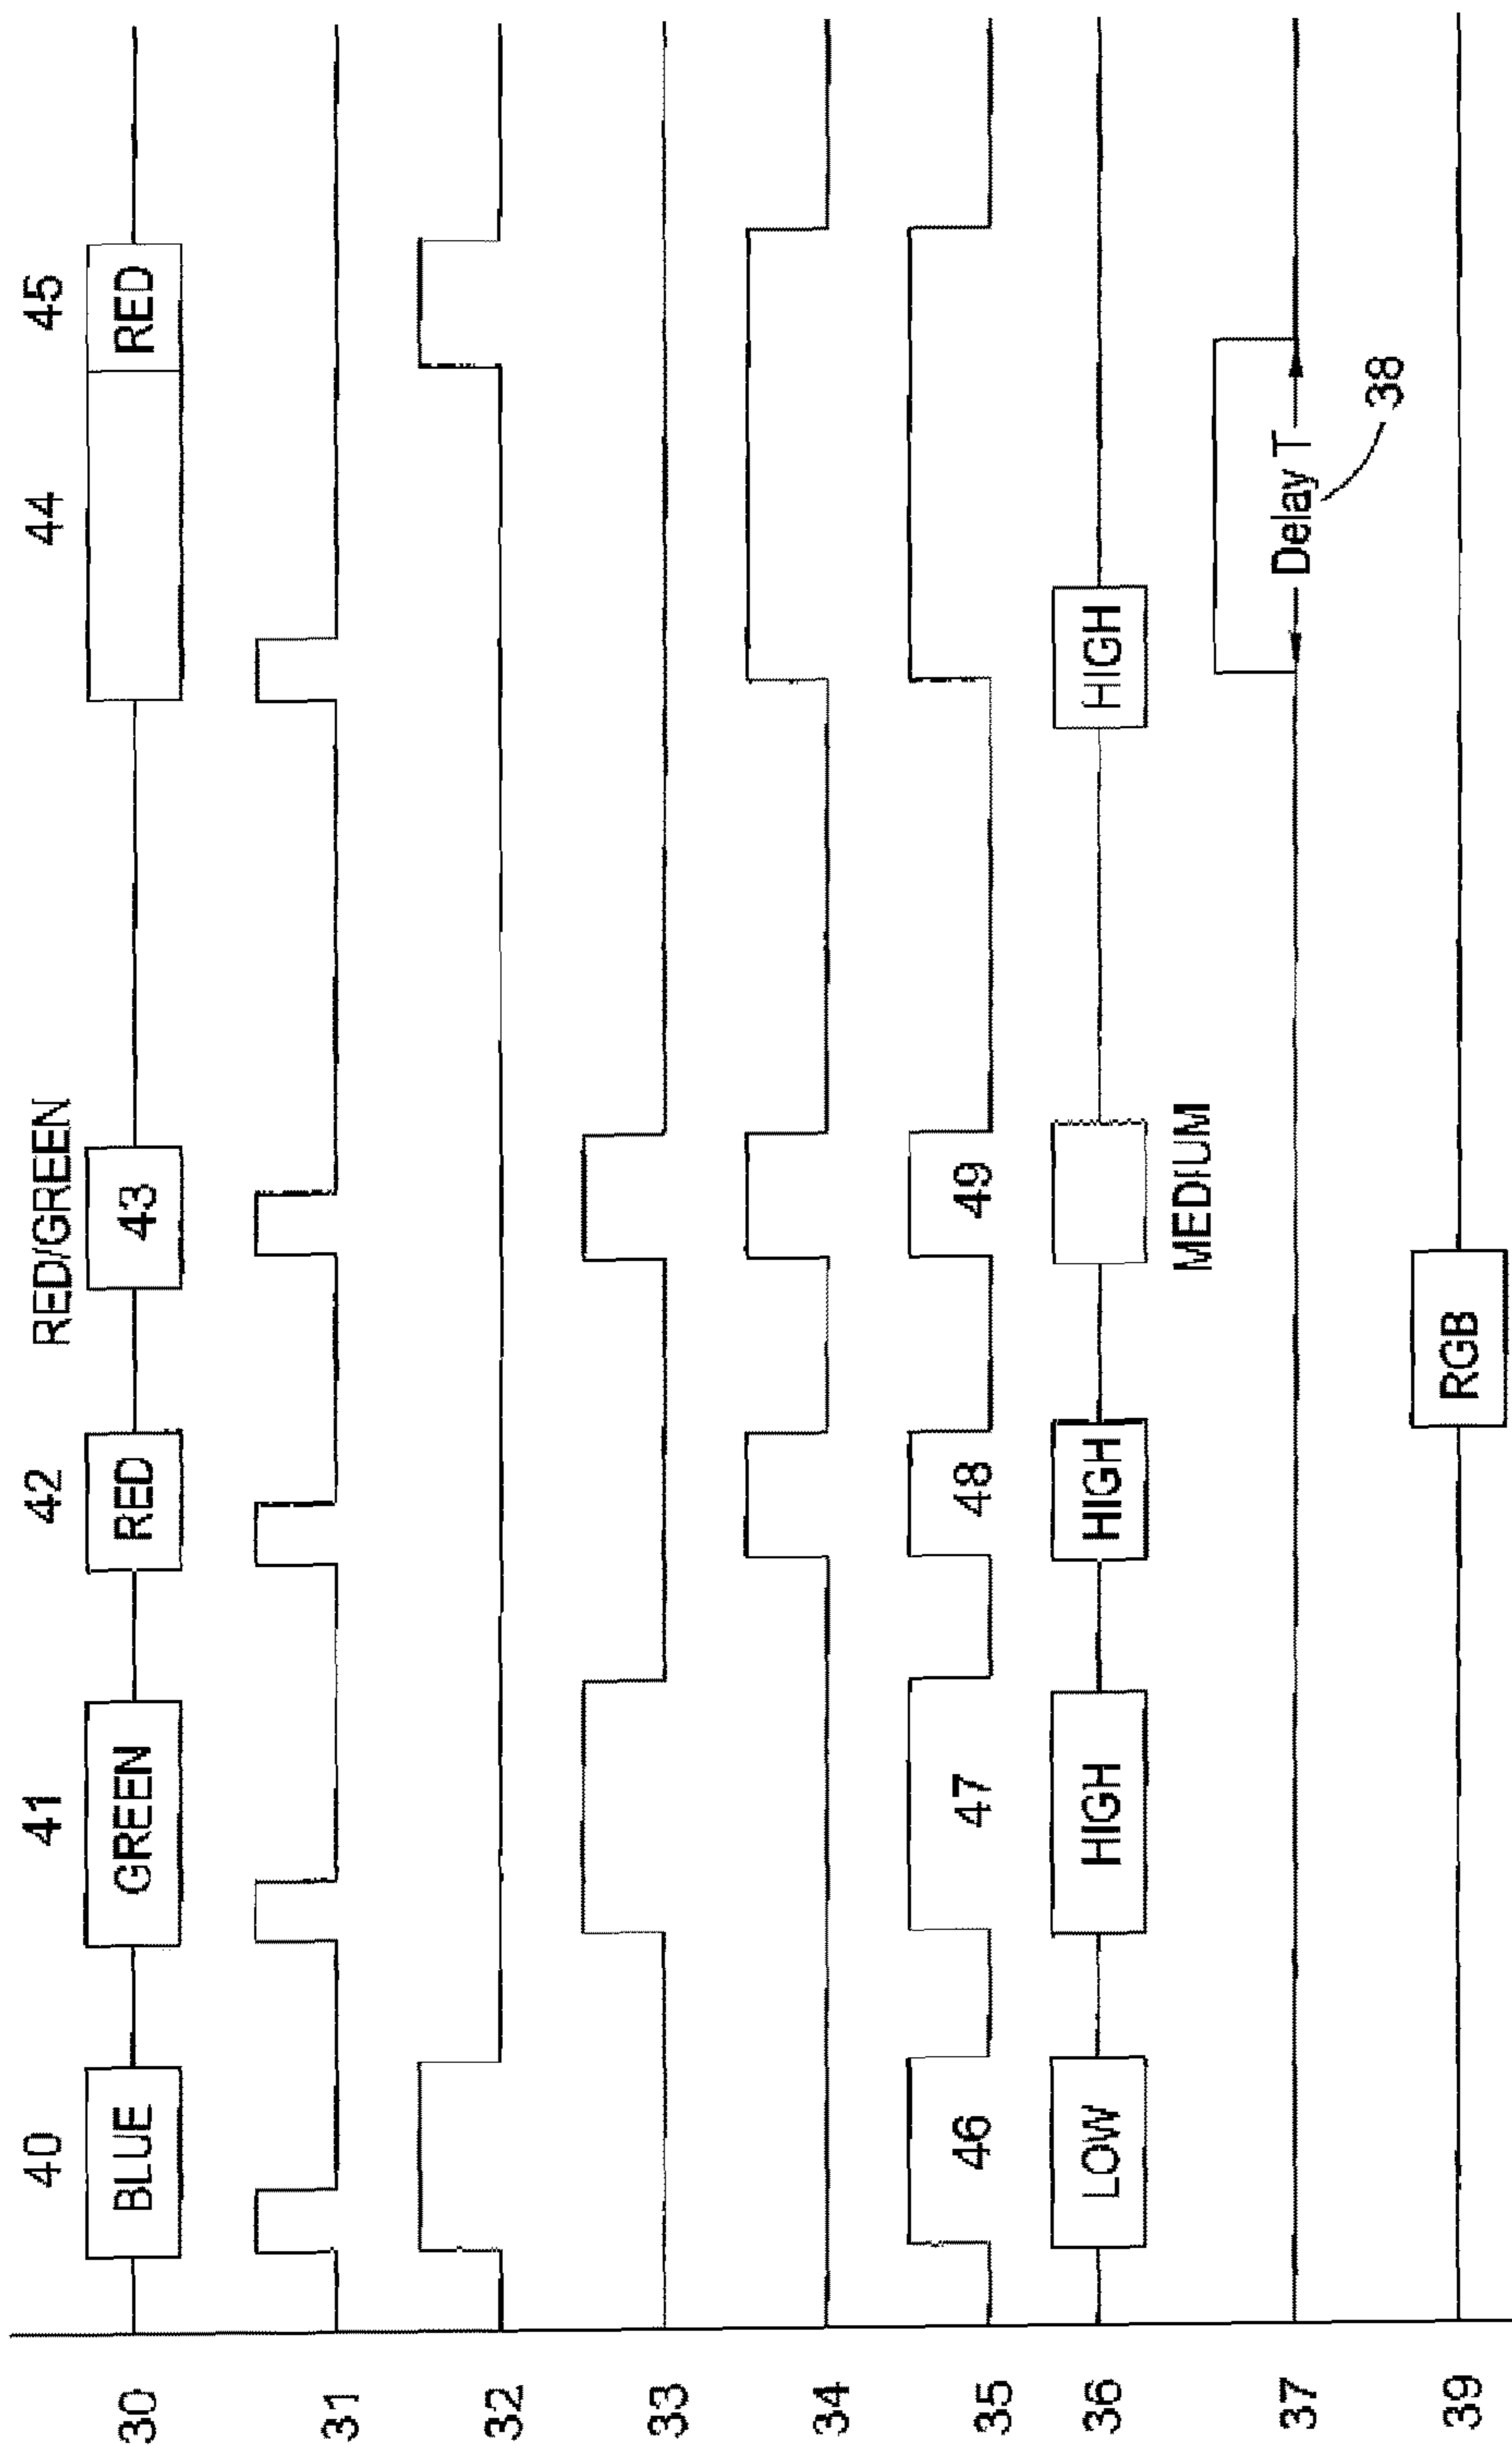 40 41 42 RED/GREEN 44 45
30 BLUE GREEN RED 43 RED
31
32
33
34
35 46 47 48 49
36 LOW HIGH HIGH HIGH
MEDIUM
37 Delay T
38
39 RGB